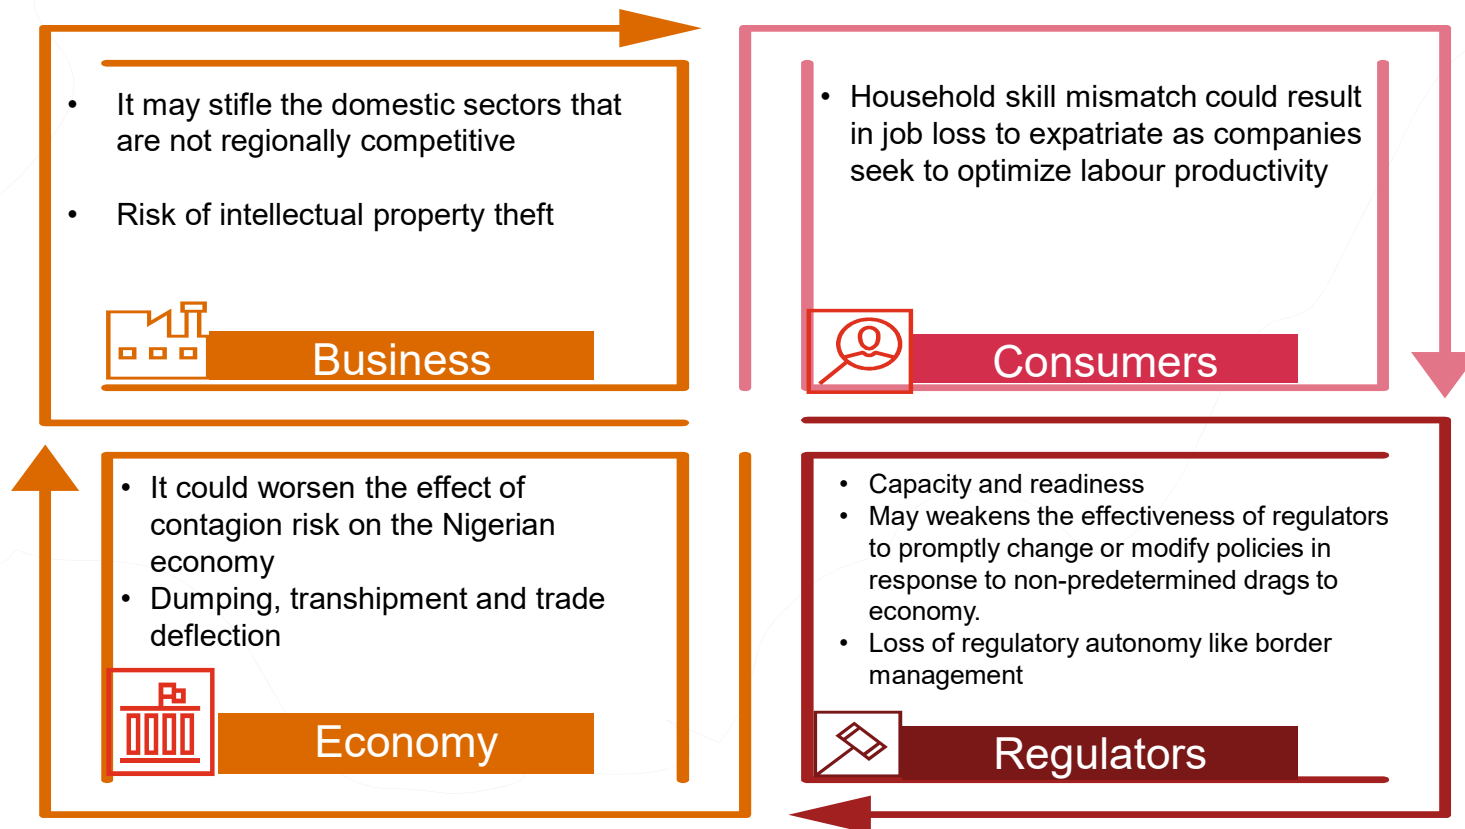 • It may stifle the domestic sectors that
are not regionally competitive
• Risk of intellectual property theft
Business
• Household skill mismatch could result
in job loss to expatriate as companies
seek to optimize labour productivity
Consumers
• It could worsen the effect of
contagion risk on the Nigerian
economy
• Dumping, transhipment and trade
deflection
Economy
• Capacity and readiness
• May weakens the effectiveness of regulators
to promptly change or modify policies in
response to non-predetermined drags to
economy.
• Loss of regulatory autonomy like border
management
Regulators